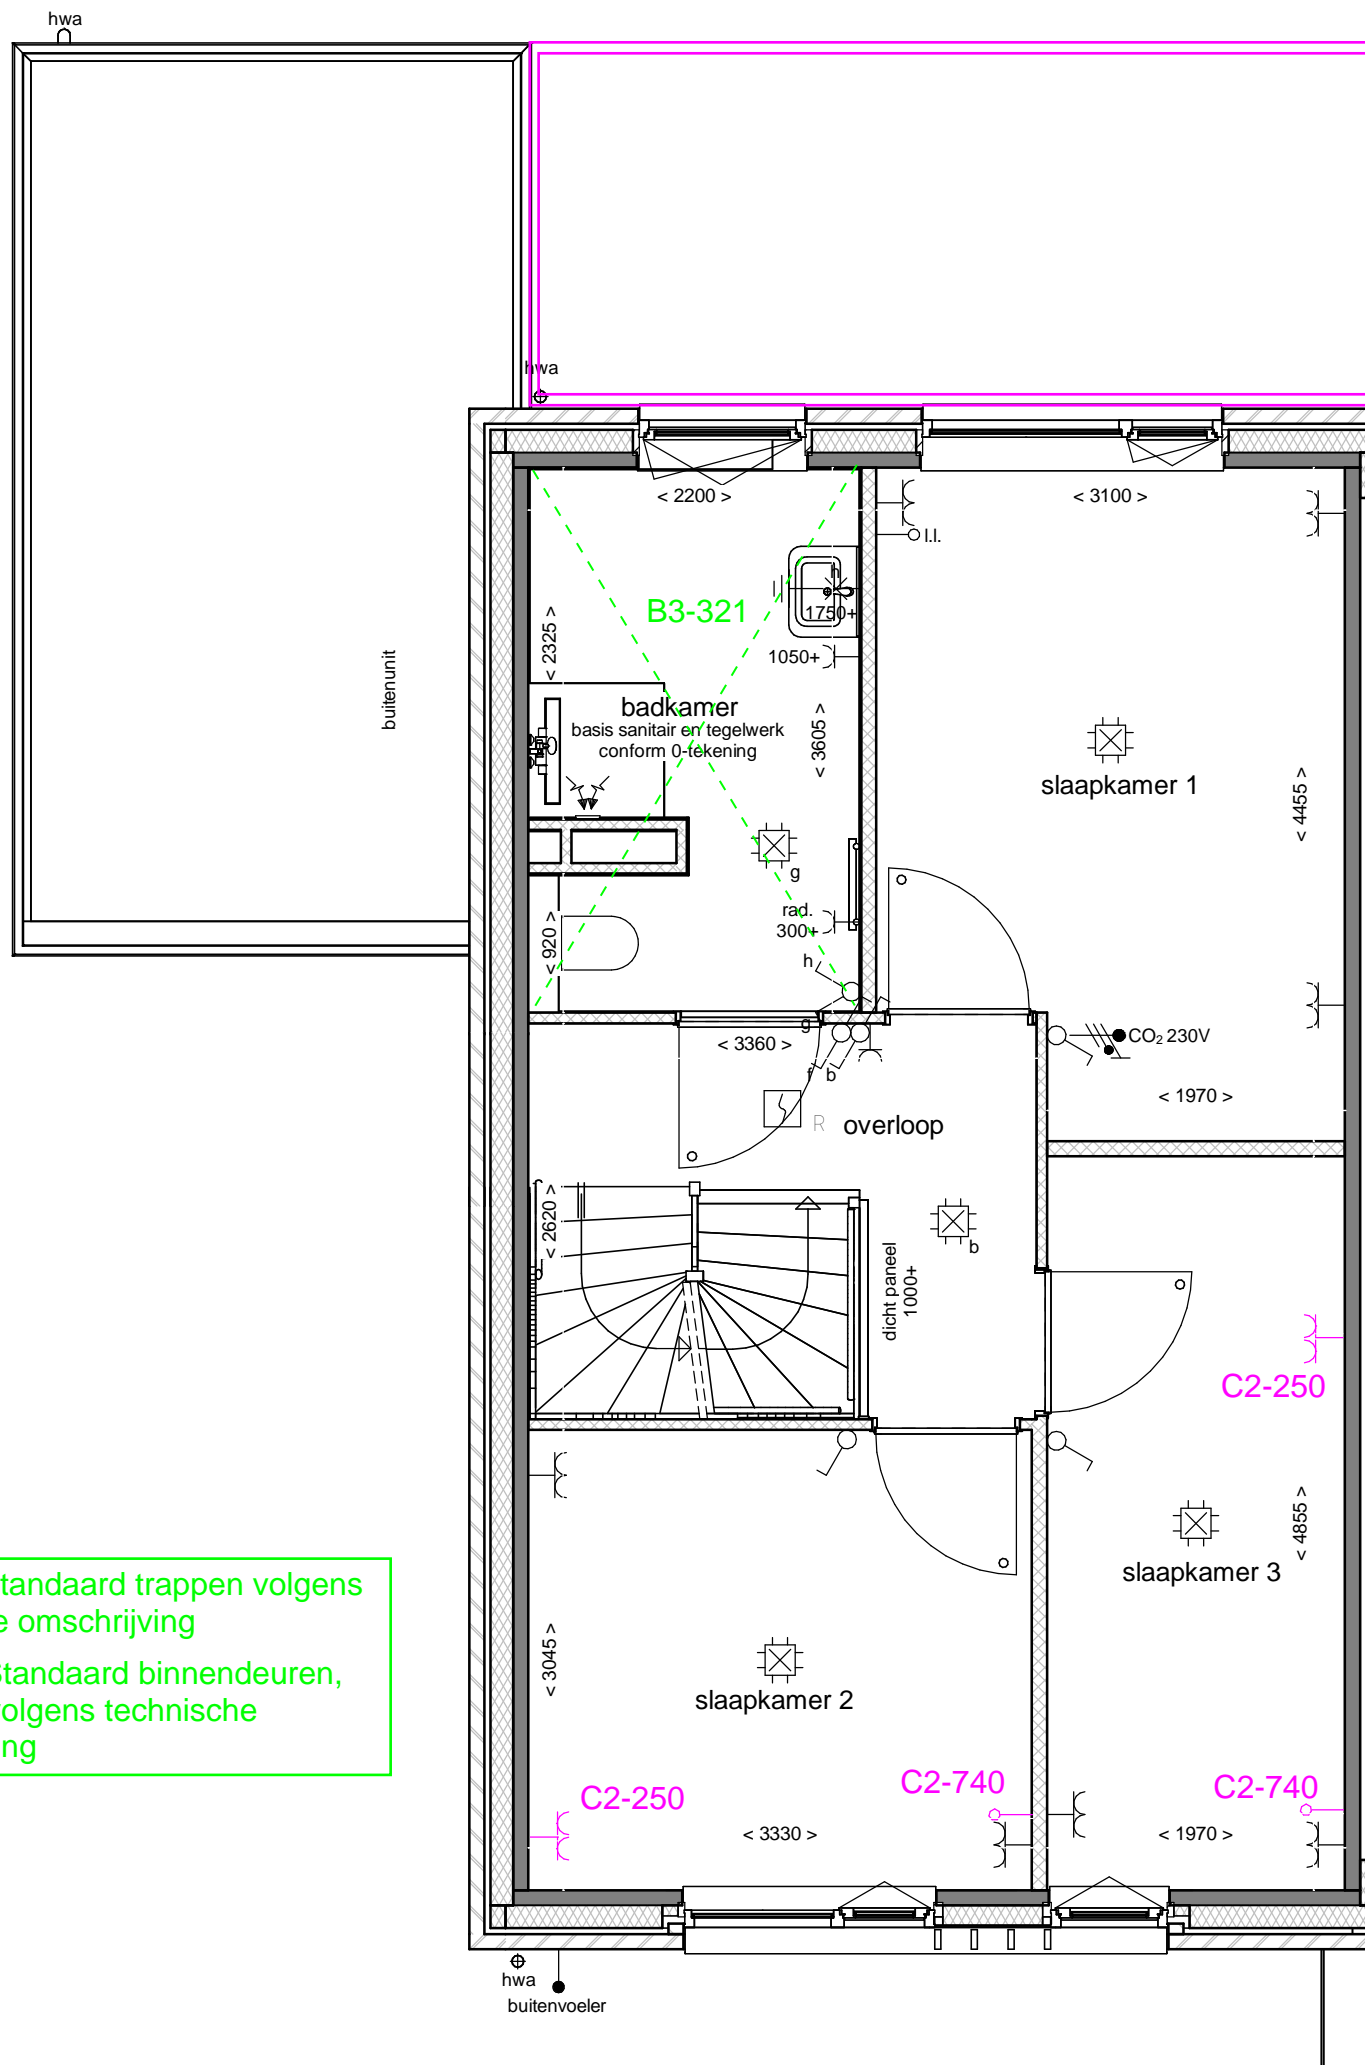 hwa
hwa
< 2200 >
< 3100 >
l.l.
h
1750+
B3-321
< 2325 >
1050+
buitenunit
badkamer
basis sanitair en tegelwerk
conform 0-tekening
< 3605 >
slaapkamer 1
< 4455 >
g
rad.
300+
< 920 >
h
g
< 3360 >
f
b
CO₂ 230V
< 1970 >
R
overloop
< 2620 >
b
dicht paneel
1000+
C2-250
< 4855 >
slaapkamer 3
tandaard trappen volgens
e omschrijving
Standaard binnendeuren,
olgens technische
ng
< 3045 >
slaapkamer 2
C2-250
C2-740
C2-740
< 3330 >
< 1970 >
hwa
buitenvoeler